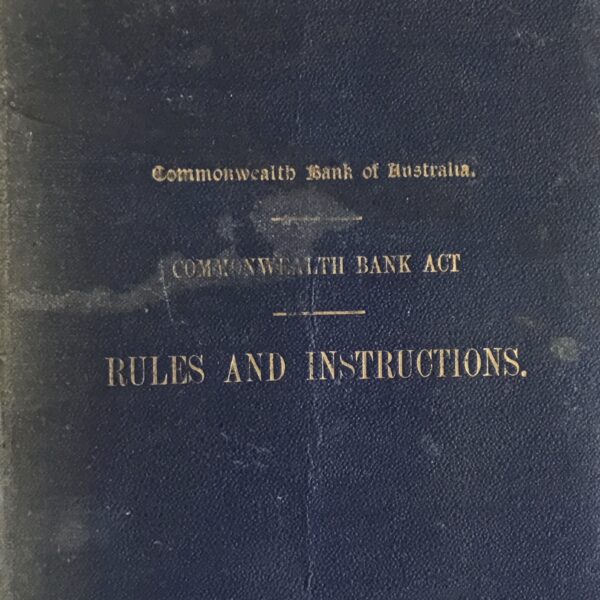 Commonwealth Bank of Australia.
COMMONWEALTH BANK ACT
RULES AND INSTRUCTIONS.